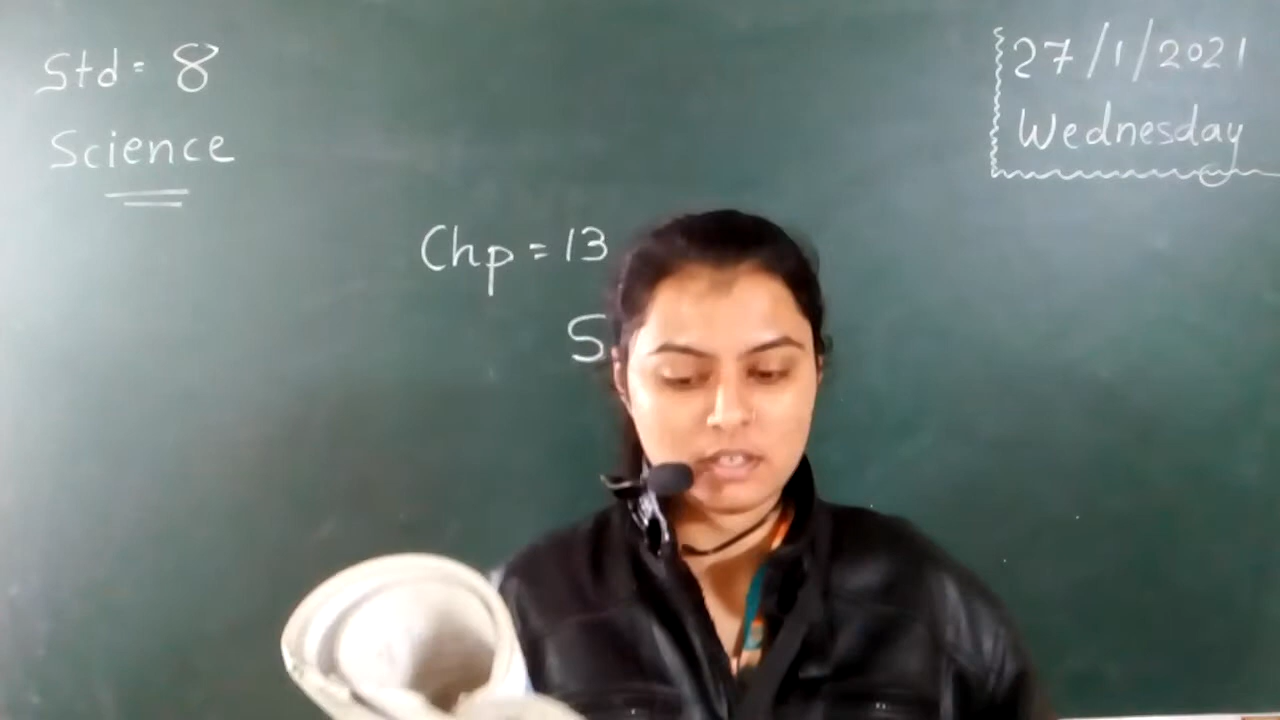 Std = 8
Science
27/1/2021
Wednesday
Chp = 13